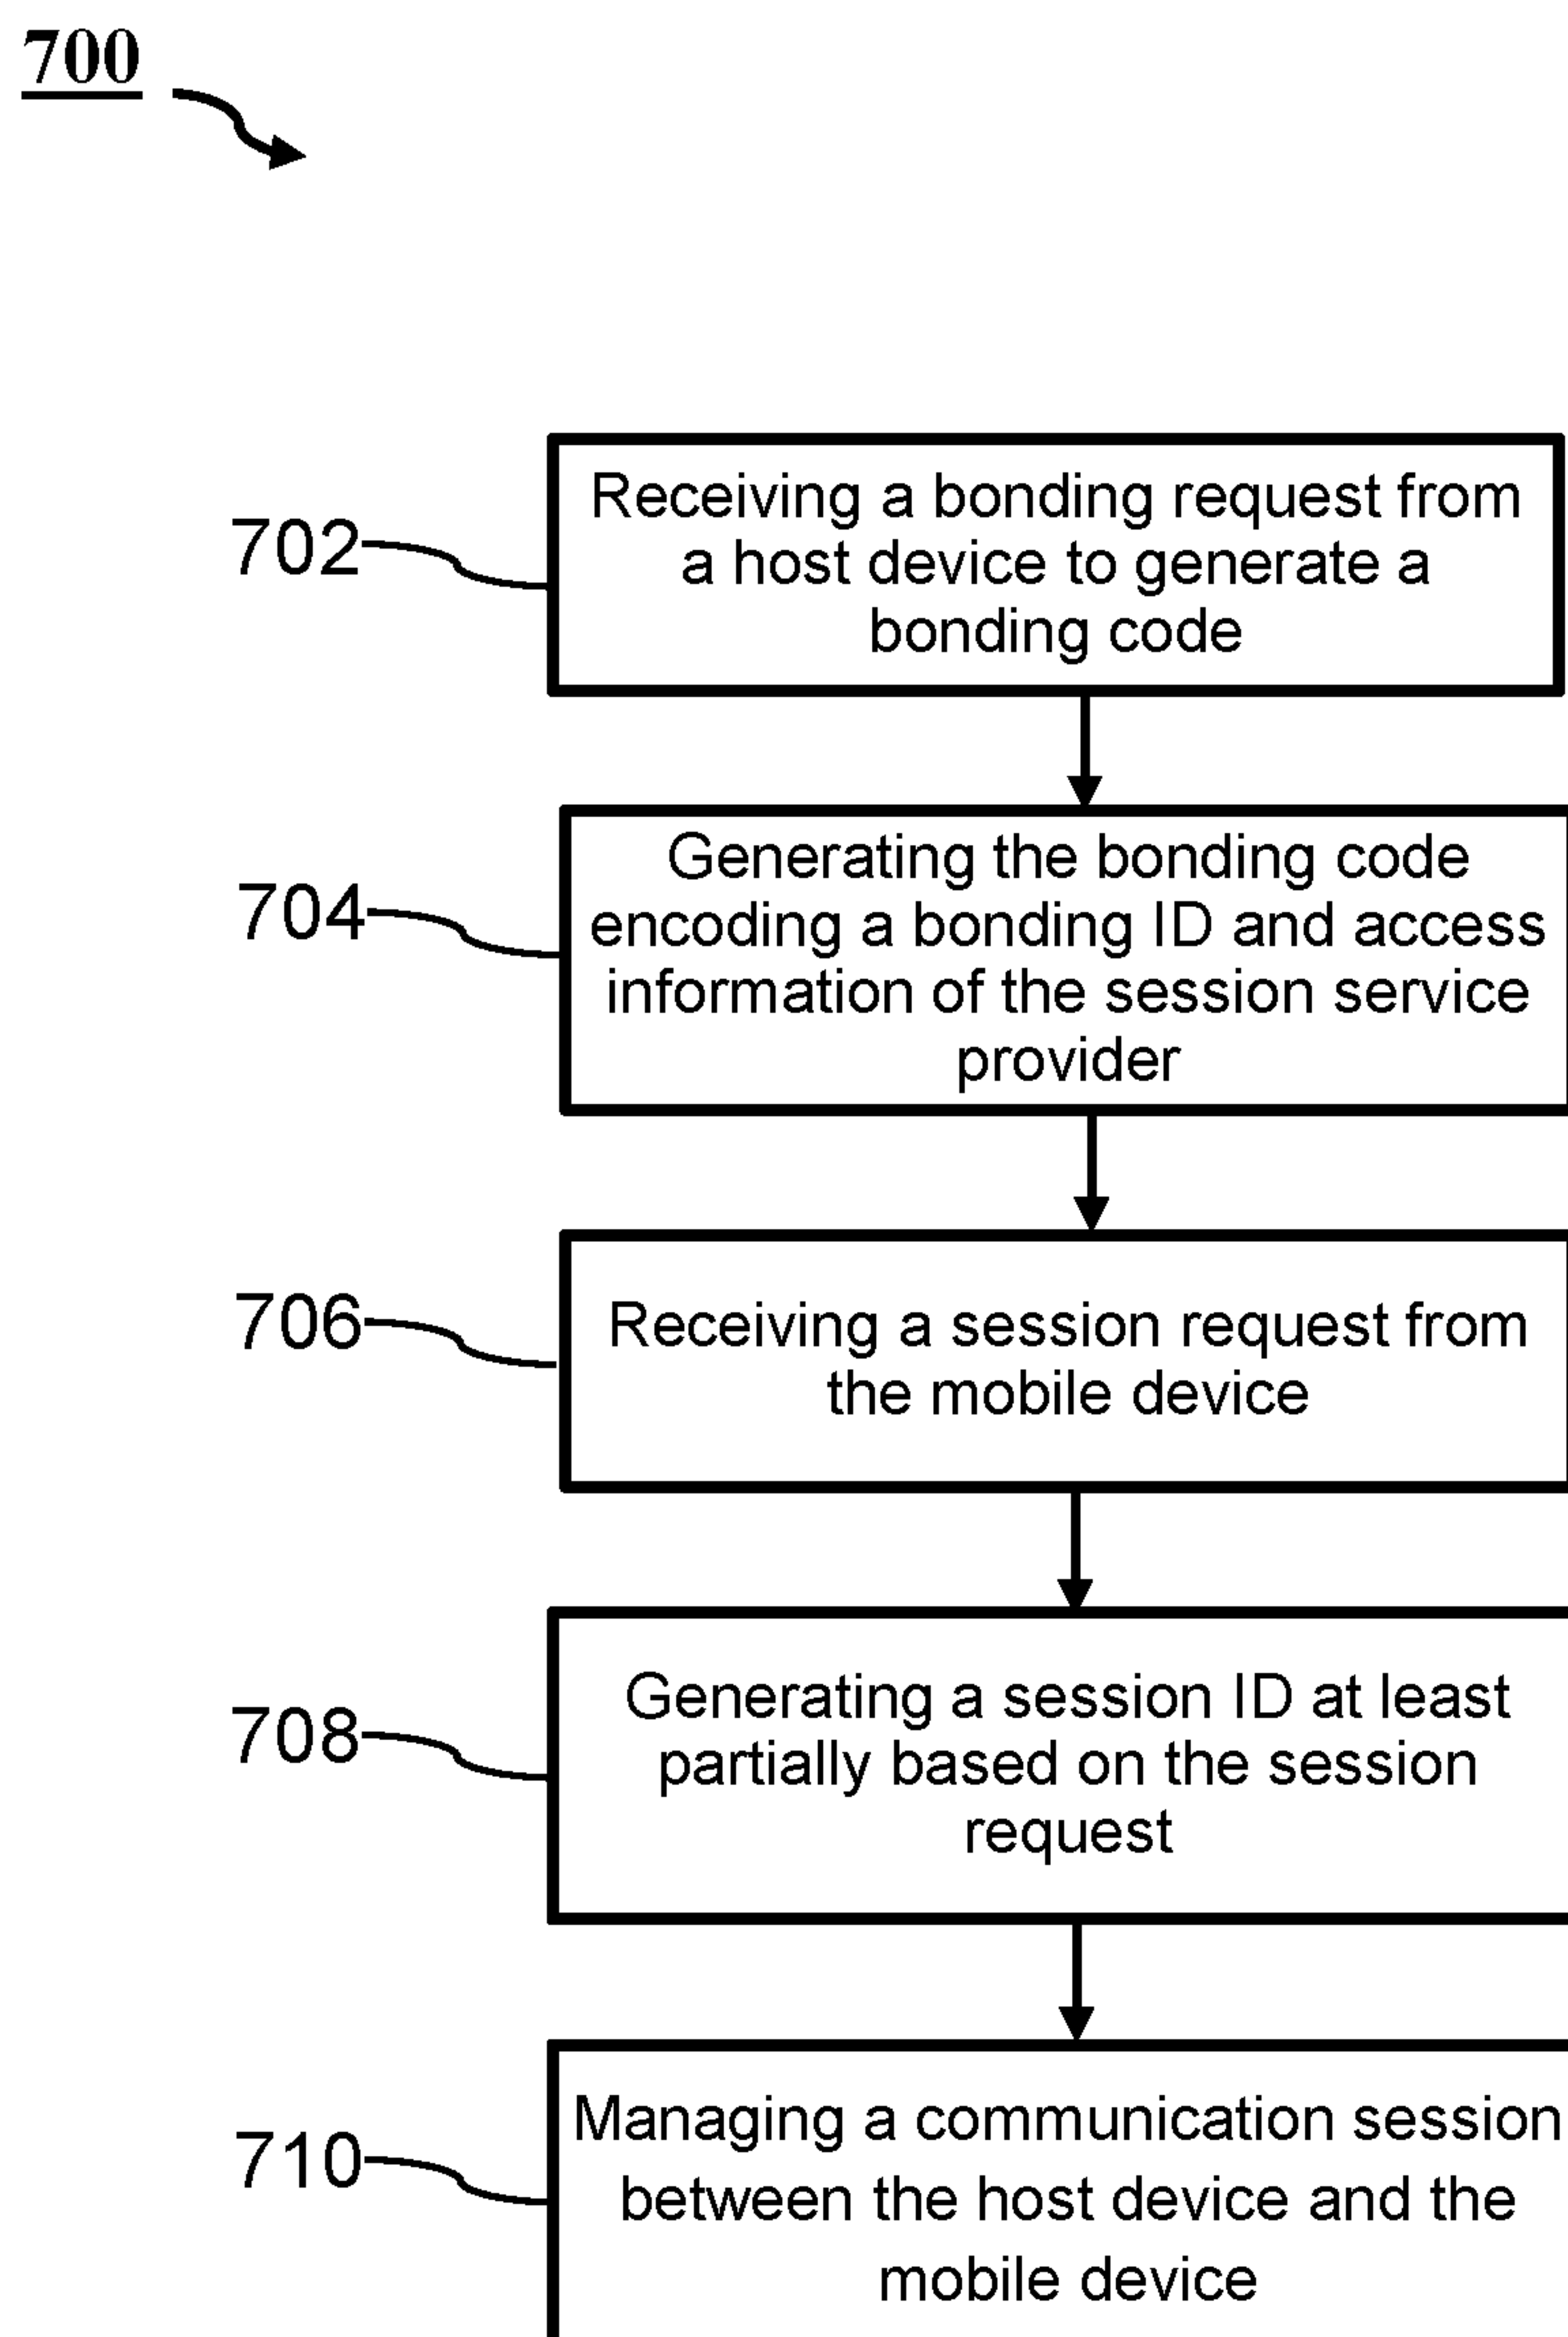 700
702
Receiving a bonding request from
a host device to generate a
bonding code
704
Generating the bonding code
encoding a bonding ID and access
information of the session service
provider
706
Receiving a session request from
the mobile device
708
Generating a session ID at least
partially based on the session
request
710
Managing a communication session
between the host device and the
mobile device